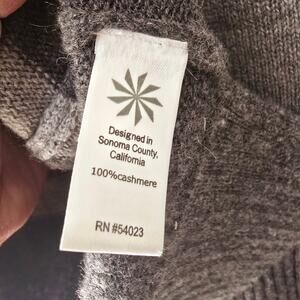 Designed in
Sonoma County,
California
100%cashmere
RN #54023